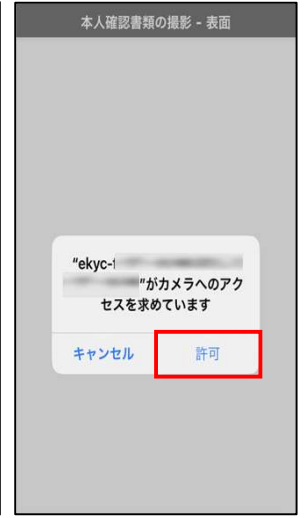 本人確認書類の撮影 - 表面
"ekyc-
"がカメラへのアク
セスを求めています
キャンセル
許可